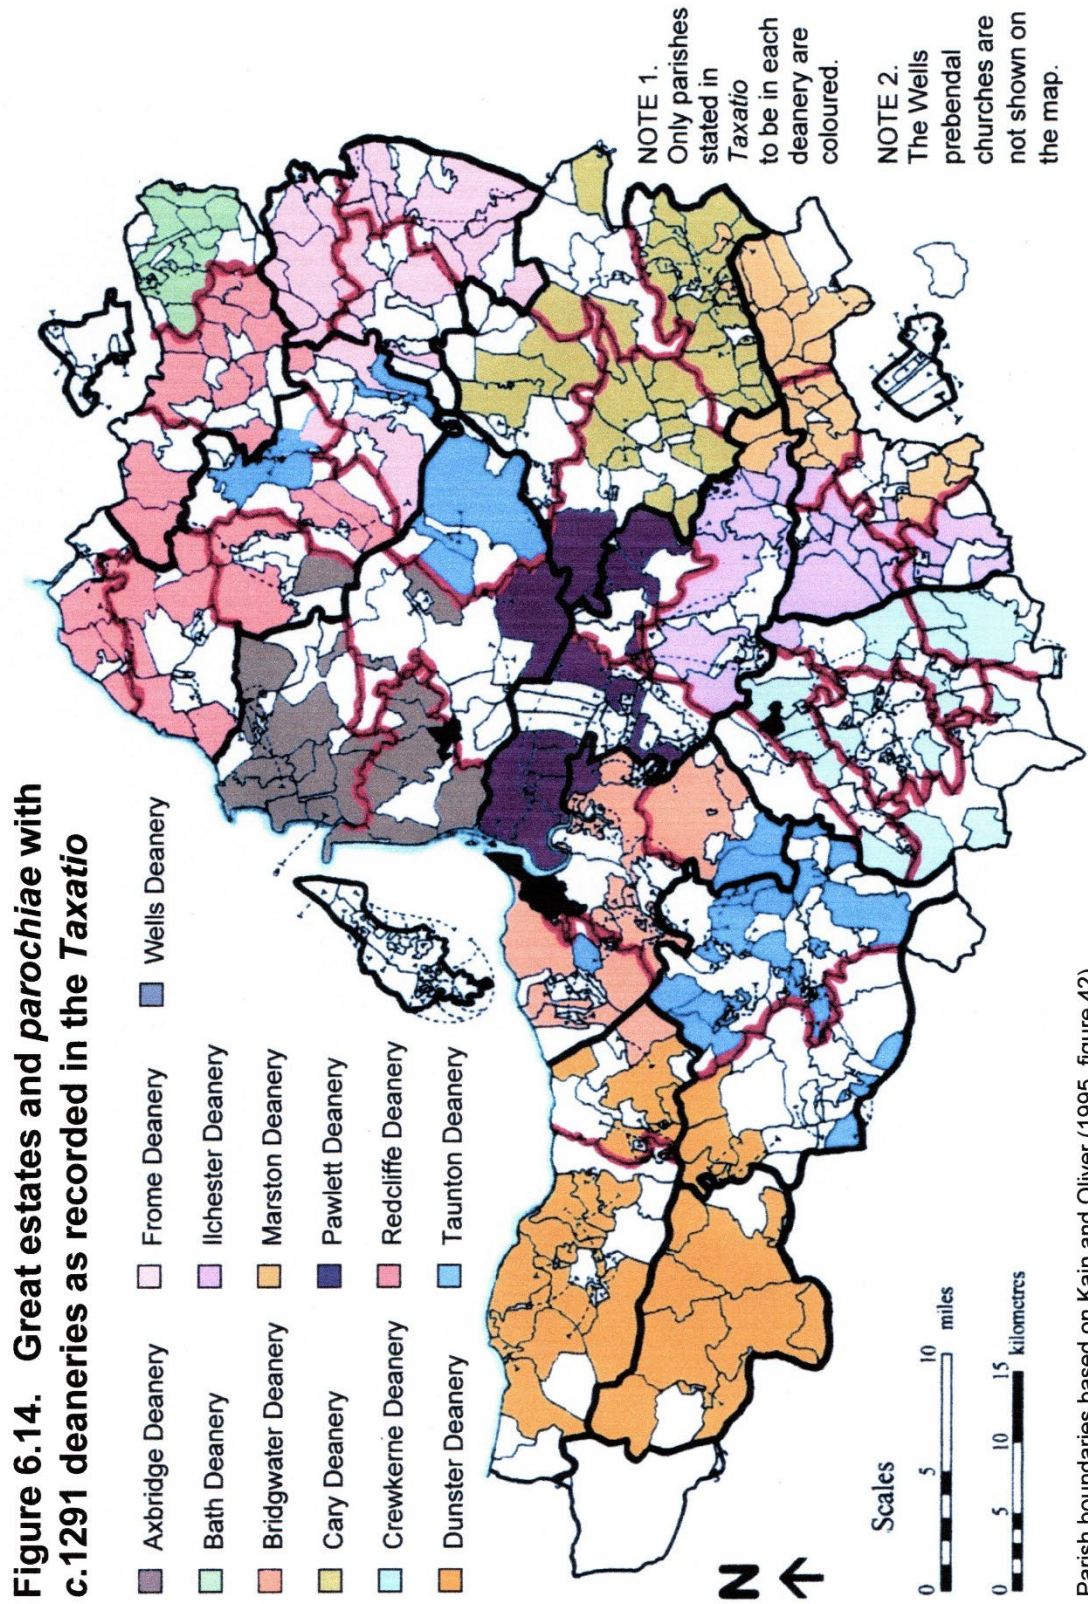 Figure 6.14. Great estates and parochiae with
c.1291 deaneries as recorded in the Taxatio
Axbridge Deanery
Bath Deanery
Bridgwater Deanery
Cary Deanery
Crewkerne Deanery
Dunster Deanery
Frome Deanery
Ilchester Deanery
Marston Deanery
Pawlett Deanery
Redcliffe Deanery
Taunton Deanery
Wells Deanery
NOTE 1.
Only parishes
stated in
Taxatio
to be in each
deanery are
coloured.
NOTE 2.
The Wells
prebendal
churches are
not shown on
the map.
N
Scales
0 5 10
miles
0 5 10 15
kilometres
Parish boundaries based on Kain and Oliver (1995, figure 42)